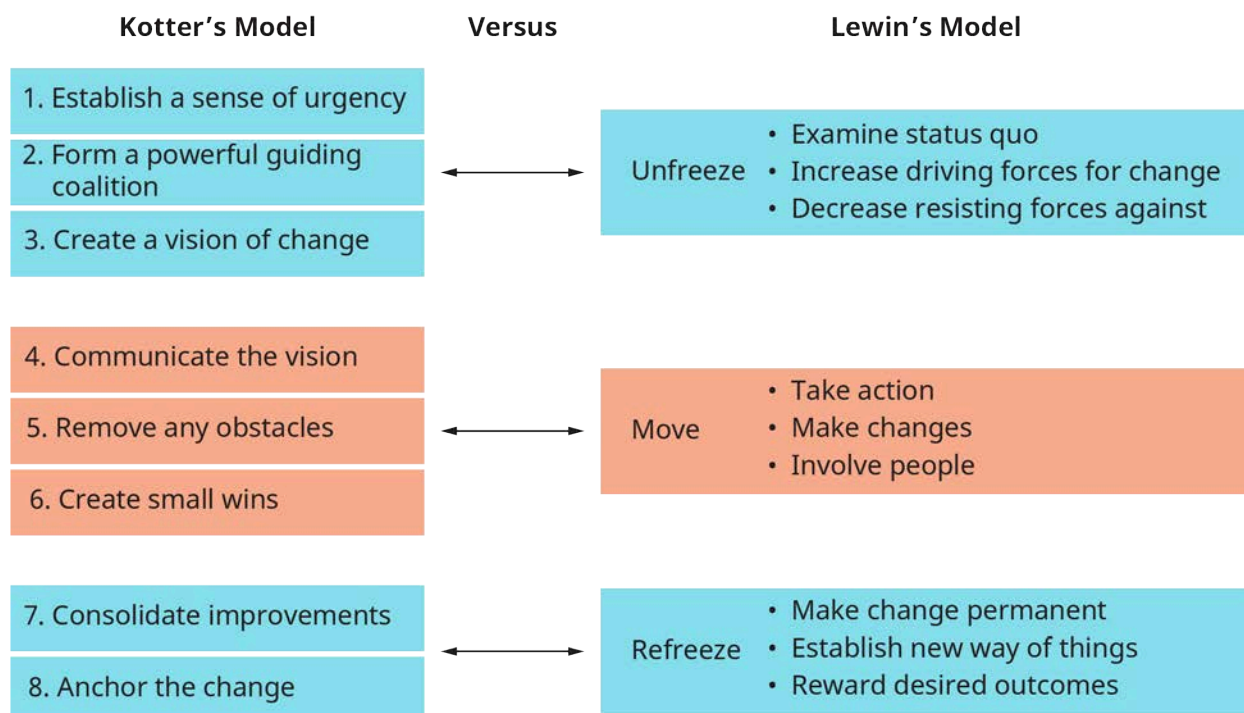 Kotter’s Model
Versus
Lewin’s Model
1. Establish a sense of urgency
2. Form a powerful guiding
coalition
3. Create a vision of change
Unfreeze
• Examine status quo
• Increase driving forces for change
• Decrease resisting forces against
4. Communicate the vision
5. Remove any obstacles
6. Create small wins
Move
• Take action
• Make changes
• Involve people
7. Consolidate improvements
8. Anchor the change
Refreeze
• Make change permanent
• Establish new way of things
• Reward desired outcomes